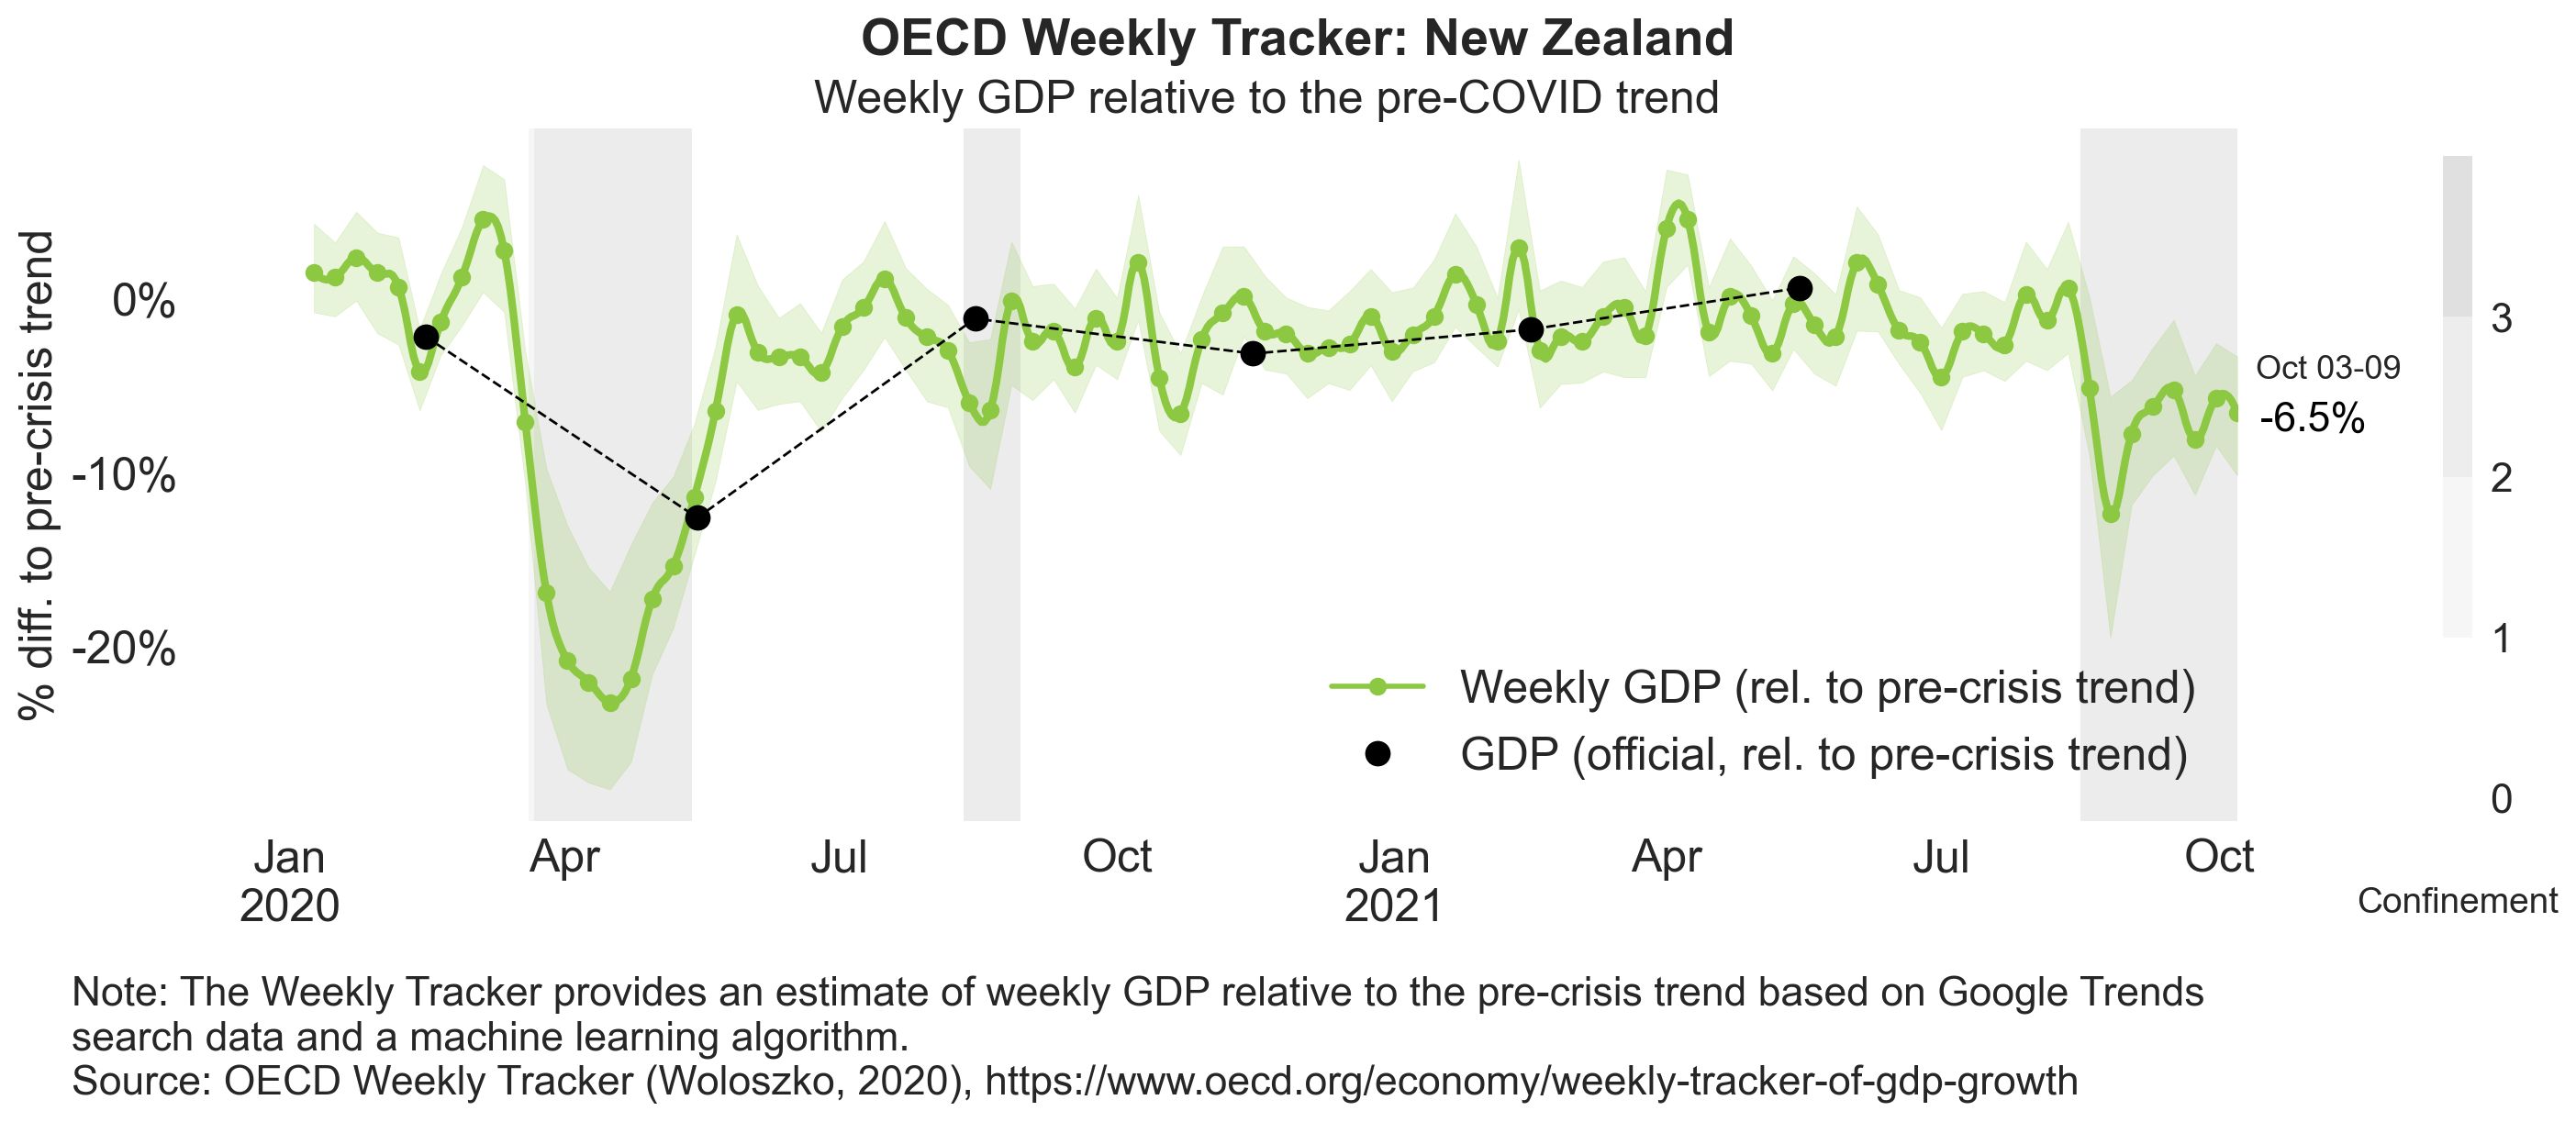 OECD Weekly Tracker: New Zealand
Weekly GDP relative to the pre-COVID trend
% diff. to pre-crisis trend
0%
-10%
-20%
Oct 03-09
-6.5%
3
2
1
0
Confinement
Weekly GDP (rel. to pre-crisis trend)
GDP (official, rel. to pre-crisis trend)
Jan Apr Jul Oct Jan Apr Jul Oct
2020 2021
Note: The Weekly Tracker provides an estimate of weekly GDP relative to the pre-crisis trend based on Google Trends
search data and a machine learning algorithm.
Source: OECD Weekly Tracker (Woloszko, 2020), https://www.oecd.org/economy/weekly-tracker-of-gdp-growth